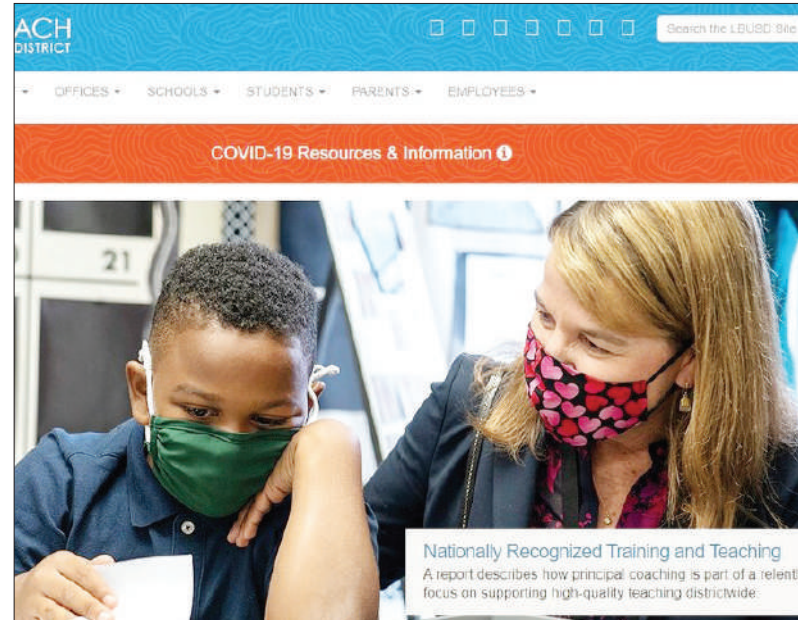 ACH
DISTRICT
Search the LBUSD Site
OFFICES
SCHOOLS
STUDENTS
PARENTS
EMPLOYEES
COVID-19 Resources & Information
21
Nationally Recognized Training and Teaching
A report describes how principal coaching is part of a relentl
focus on supporting high-quality teaching districtwide.